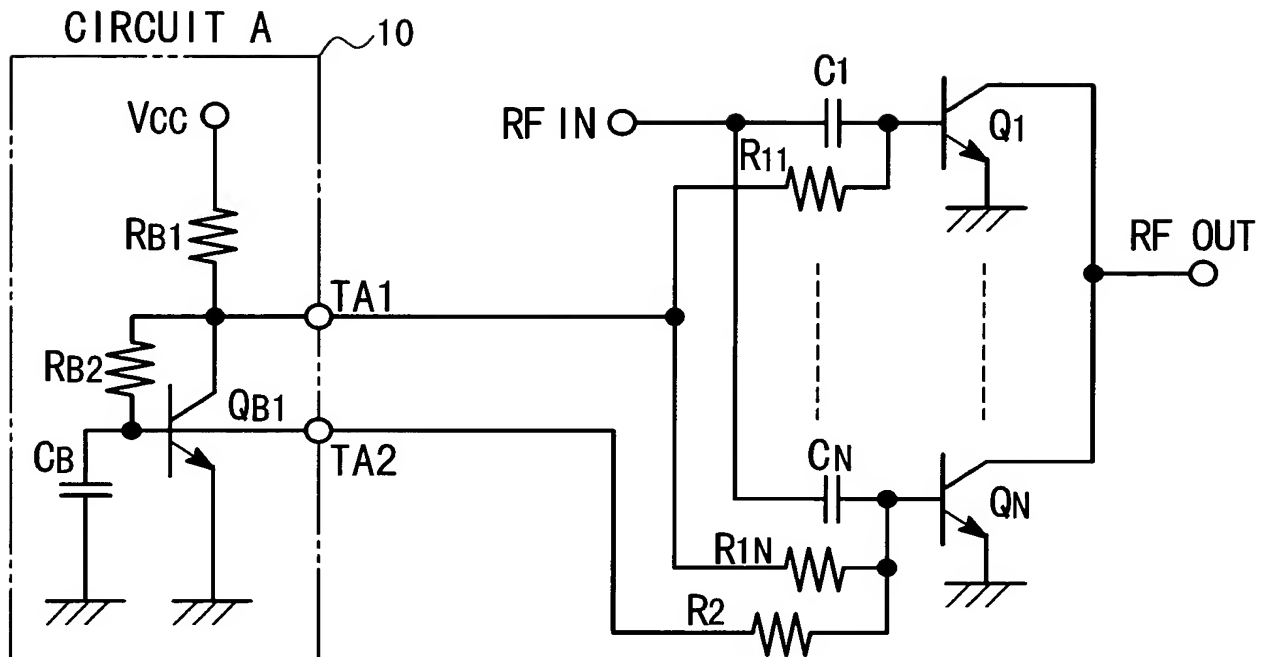 CIRCUIT A
10
VCC
RB1
RB2
QB1
CB
TA1
TA2
RF IN
C1
R11
Q1
RF OUT
CN
QN
R1N
R2